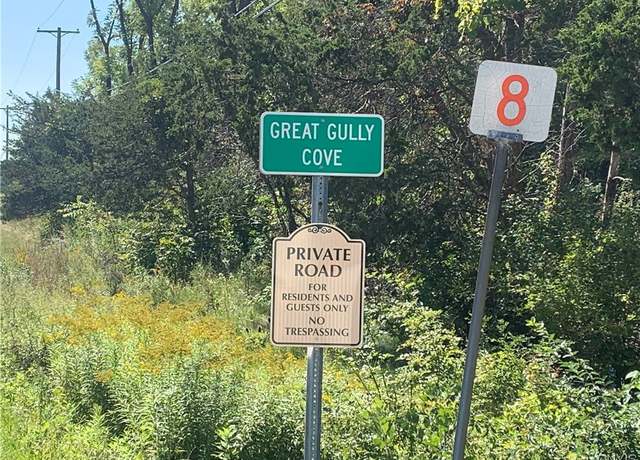 GREAT GULLY
COVE
8
PRIVATE
ROAD
FOR
RESIDENTS AND
GUESTS ONLY
NO
TRESPASSING